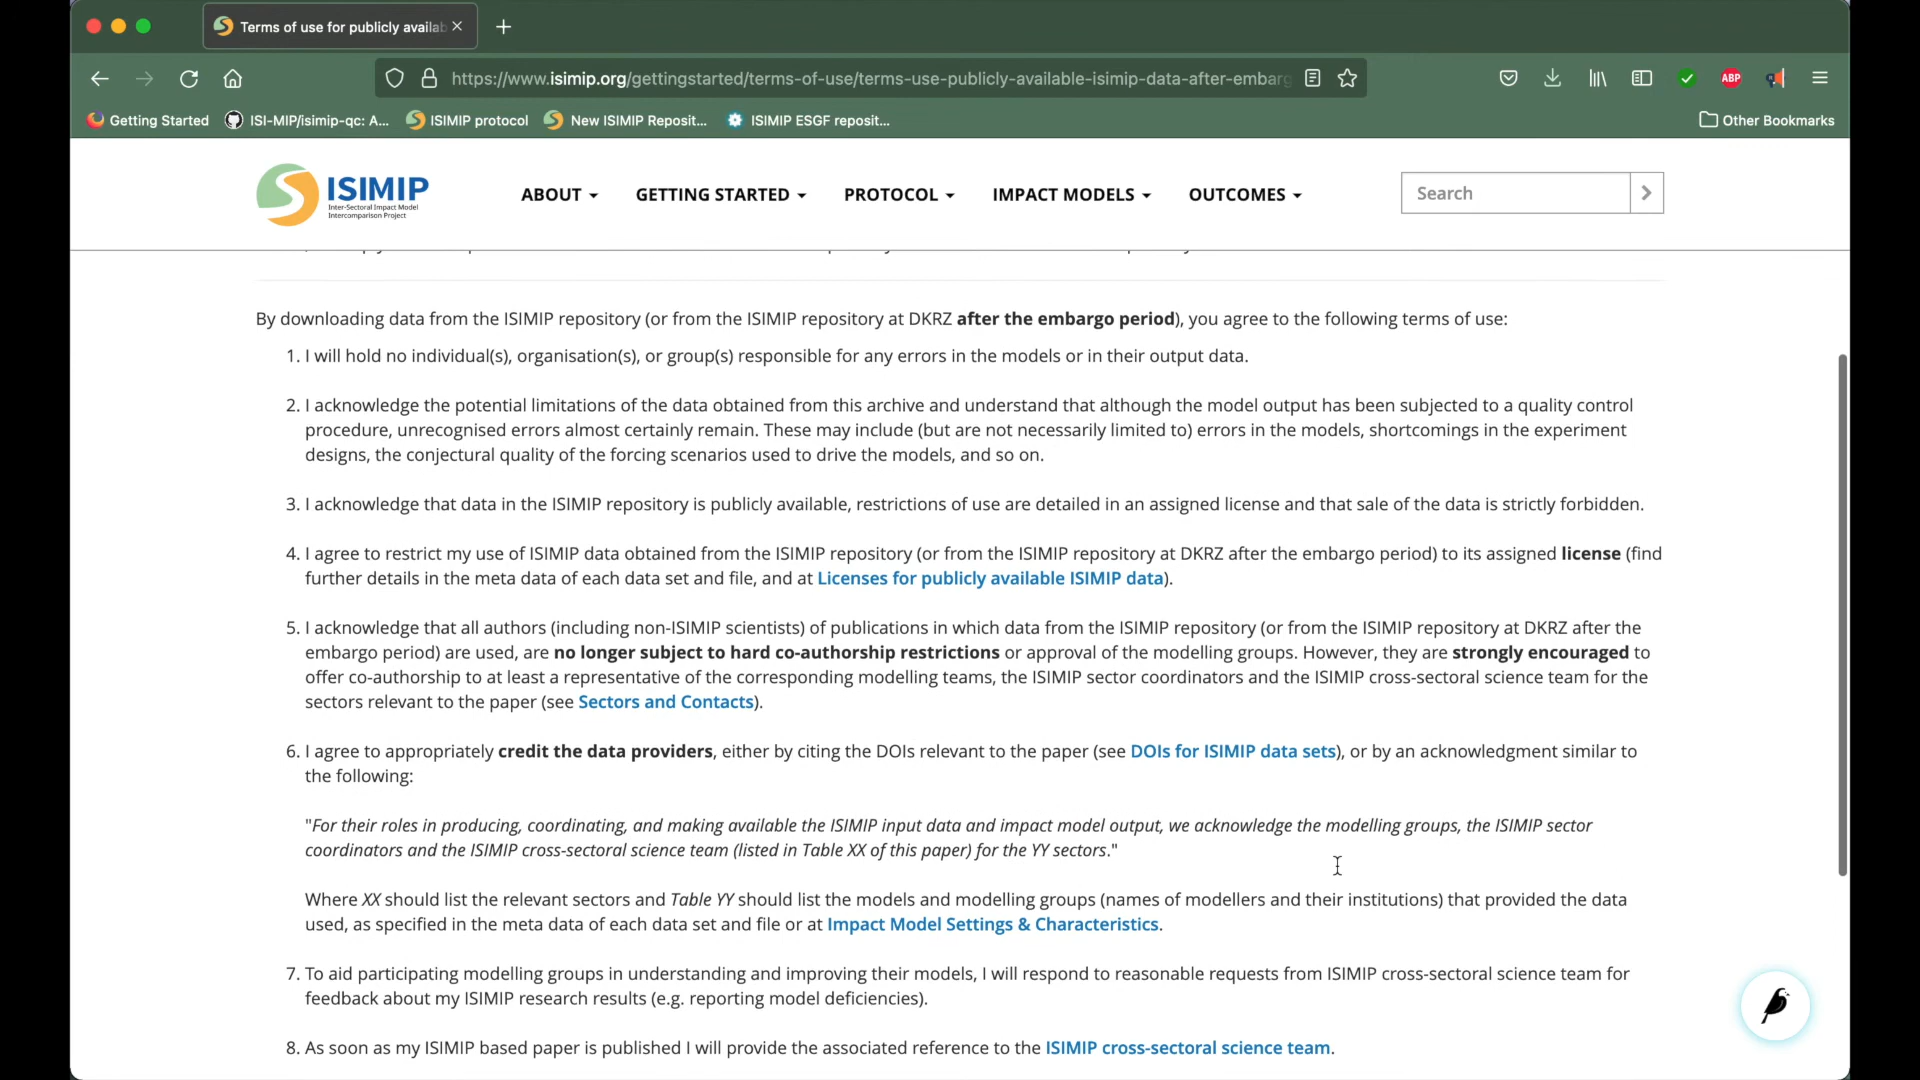 Terms of use for publicly availab
https://www.isimip.org/gettingstarted/terms-of-use/terms-use-publicly-available-isimip-data-after-embarg
ABP
Getting Started
ISI-MIP/isimip-qc: A...
ISIMIP protocol
New ISIMIP Reposit...
ISIMIP ESGF reposit...
Other Bookmarks
ISIMIP
Inter-Sectoral Impact Model
Intercomparison Project
ABOUT
GETTING STARTED
PROTOCOL
IMPACT MODELS
OUTCOMES
Search
By downloading data from the ISIMIP repository (or from the ISIMIP repository at DKRZ after the embargo period), you agree to the following terms of use:
1. I will hold no individual(s), organisation(s), or group(s) responsible for any errors in the models or in their output data.
2. I acknowledge the potential limitations of the data obtained from this archive and understand that although the model output has been subjected to a quality control
procedure, unrecognised errors almost certainly remain. These may include (but are not necessarily limited to) errors in the models, shortcomings in the experiment
designs, the conjectural quality of the forcing scenarios used to drive the models, and so on.
3. I acknowledge that data in the ISIMIP repository is publicly available, restrictions of use are detailed in an assigned license and that sale of the data is strictly forbidden.
4. I agree to restrict my use of ISIMIP data obtained from the ISIMIP repository (or from the ISIMIP repository at DKRZ after the embargo period) to its assigned license (find
further details in the meta data of each data set and file, and at Licenses for publicly available ISIMIP data).
5. I acknowledge that all authors (including non-ISIMIP scientists) of publications in which data from the ISIMIP repository (or from the ISIMIP repository at DKRZ after the
embargo period) are used, are no longer subject to hard co-authorship restrictions or approval of the modelling groups. However, they are strongly encouraged to
offer co-authorship to at least a representative of the corresponding modelling teams, the ISIMIP sector coordinators and the ISIMIP cross-sectoral science team for the
sectors relevant to the paper (see Sectors and Contacts).
6. I agree to appropriately credit the data providers, either by citing the DOIs relevant to the paper (see DOIs for ISIMIP data sets), or by an acknowledgment similar to
the following:
"For their roles in producing, coordinating, and making available the ISIMIP input data and impact model output, we acknowledge the modelling groups, the ISIMIP sector
coordinators and the ISIMIP cross-sectoral science team (listed in Table XX of this paper) for the YY sectors."
Where XX should list the relevant sectors and Table YY should list the models and modelling groups (names of modellers and their institutions) that provided the data
used, as specified in the meta data of each data set and file or at Impact Model Settings & Characteristics.
7. To aid participating modelling groups in understanding and improving their models, I will respond to reasonable requests from ISIMIP cross-sectoral science team for
feedback about my ISIMIP research results (e.g. reporting model deficiencies).
8. As soon as my ISIMIP based paper is published I will provide the associated reference to the ISIMIP cross-sectoral science team.